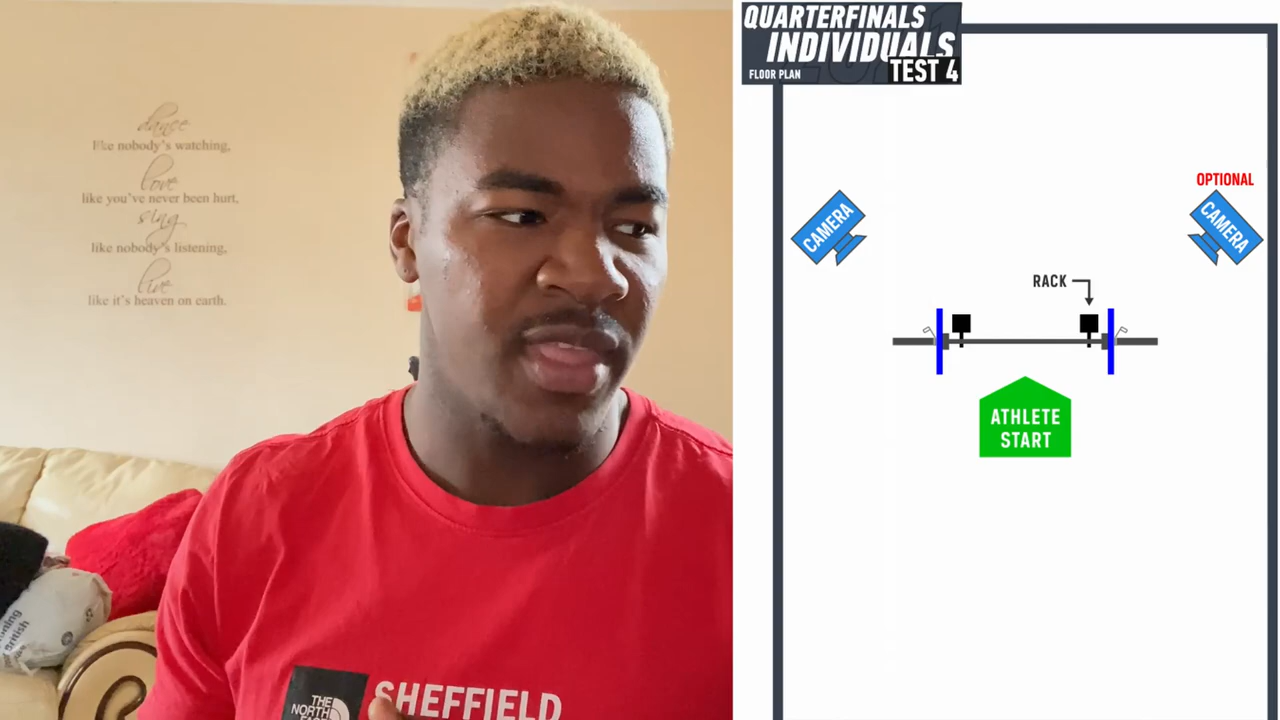 dance
like nobody's watching,
love
like you've never been hurt,
sing
like nobody's listening,
live
like it's heaven on earth.
THE
NORTH
SHEFFIELD
QUARTERFINALS
INDIVIDUALS
TEST 4
FLOOR PLAN
OPTIONAL
CAMERA
CAMERA
RACK
ATHLETE
START